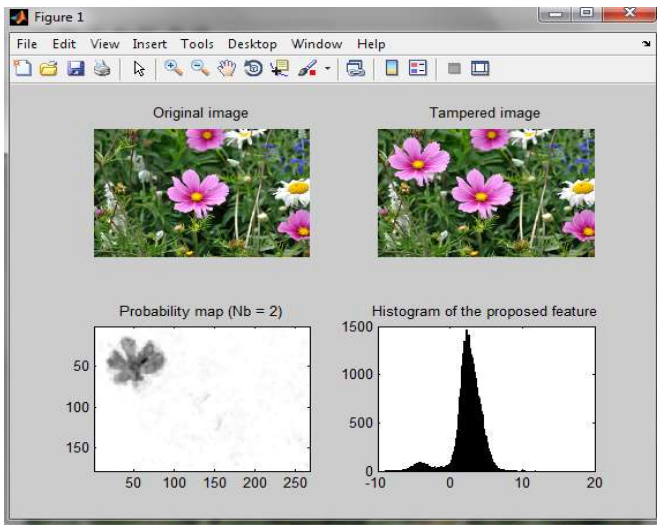 Figure 1
File Edit View Insert Tools Desktop Window Help
Original image
Tampered image
Probability map (Nb = 2)
50
100
150
50 100 150 200 250
Histogram of the proposed feature
1500
1000
500
0
-10 0 10 20